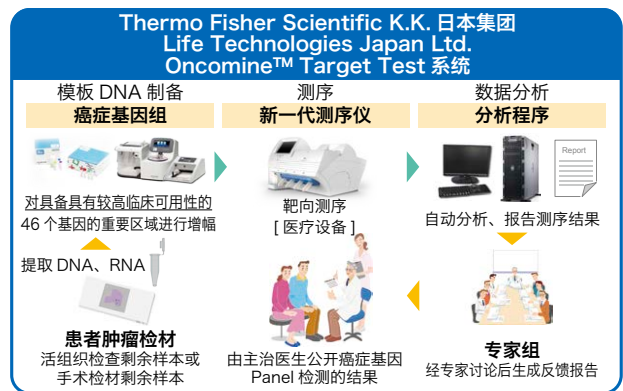 Thermo Fisher Scientific K.K. 日本集团
Life Technologies Japan Ltd.
Oncomine™ Target Test 系统
模板 DNA 制备
癌症基因组
对具备具有较高临床可用性的
46 个基因的重要区域进行增幅
提取 DNA、RNA
患者肿瘤检材
活组织检查剩余样本或
手术检材剩余样本
测序
新一代测序仪
靶向测序
[ 医疗设备 ]
数据分析
分析程序
Report
自动分析、报告测序结果
专家组
经专家讨论后生成反馈报告
由主治医生公开癌症基因
Panel 检测的结果